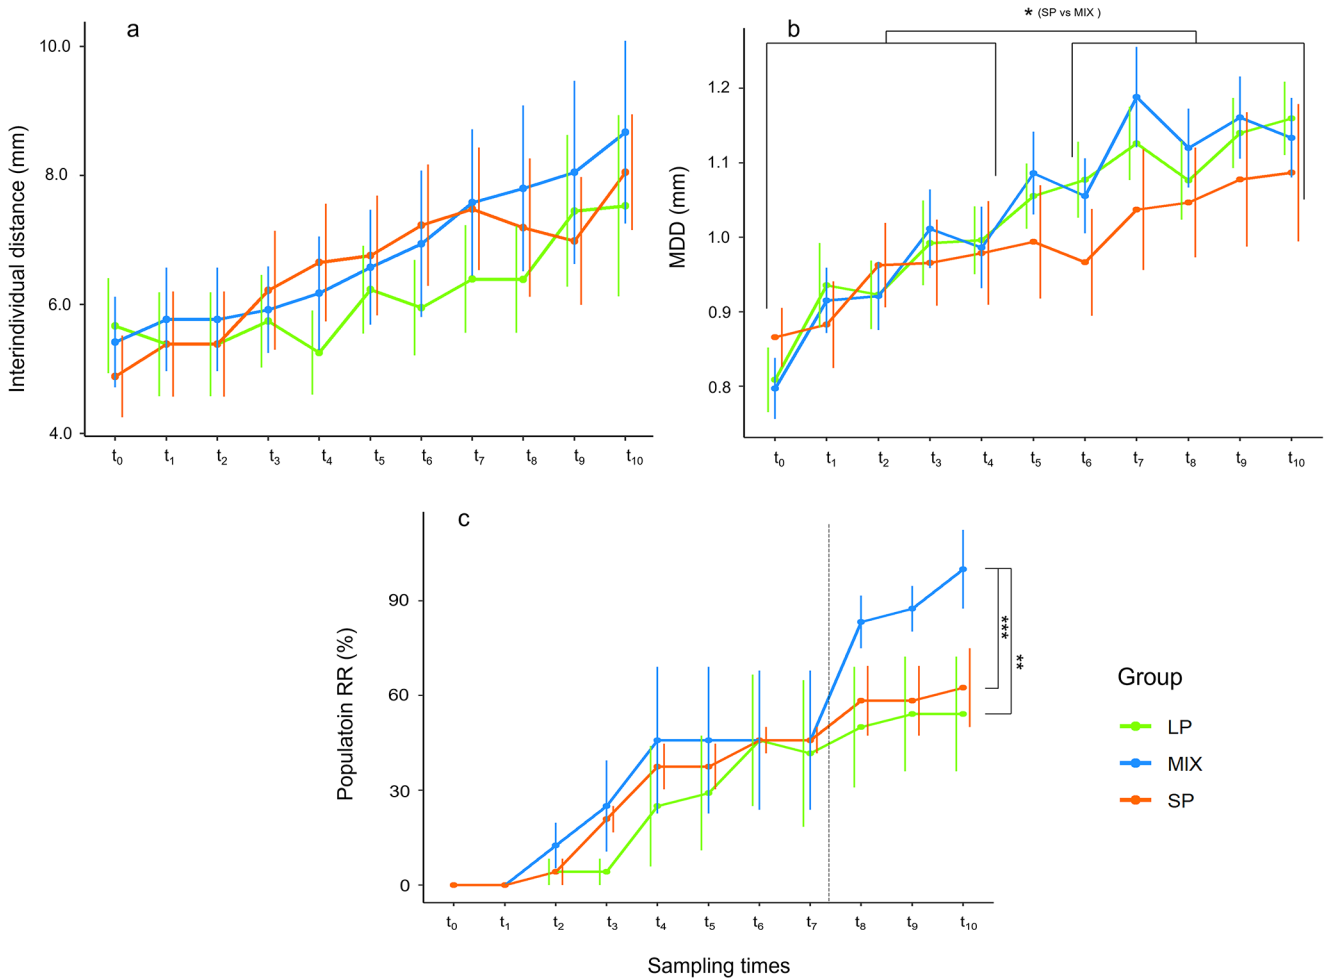 a
10.0
8.0
6.0
4.0
Interindividual distance (mm)
t0 t1 t2 t3 t4 t5 t6 t7 t8 t9 t10
* (SP vs MIX )
b
1.2
1.1
1.0
0.9
0.8
MDD (mm)
t0 t1 t2 t3 t4 t5 t6 t7 t8 t9 t10
c
90
60
30
0
Populatoin RR (%)
***
**
t0 t1 t2 t3 t4 t5 t6 t7 t8 t9 t10
Sampling times
Group
LP
MIX
SP